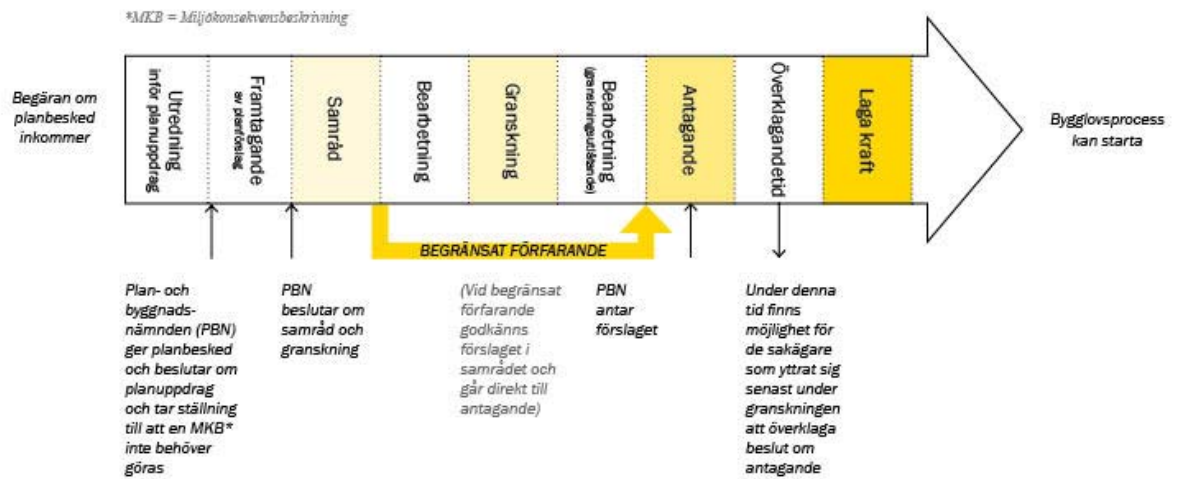 *MKB = Miljökonsekvensbeskrivning
Begäran om
planbesked
inkommer
Utredning
inför planuppdrag
Framtagande
av planförslag
Samråd
Bearbetning
Granskning
Bearbetning
(granskningsutlåtande)
Antagande
Överklagandetid
Laga kraft
Bygglovsprocess
kan starta
BEGRÄNSAT FÖRFARANDE
Plan- och
byggnads-
nämnden (PBN)
ger planbesked
och beslutar om
planuppdrag
och tar ställning
till att en MKB*
inte behöver
göras
PBN
beslutar om
samråd och
granskning
(Vid begränsat
förfarande
godkänns
förslaget i
samrådet och
går direkt till
antagande)
PBN
antar
förslaget
Under denna
tid finns
möjlighet för
de sakägare
som yttrat sig
senast under
granskningen
att överklaga
beslut om
antagande